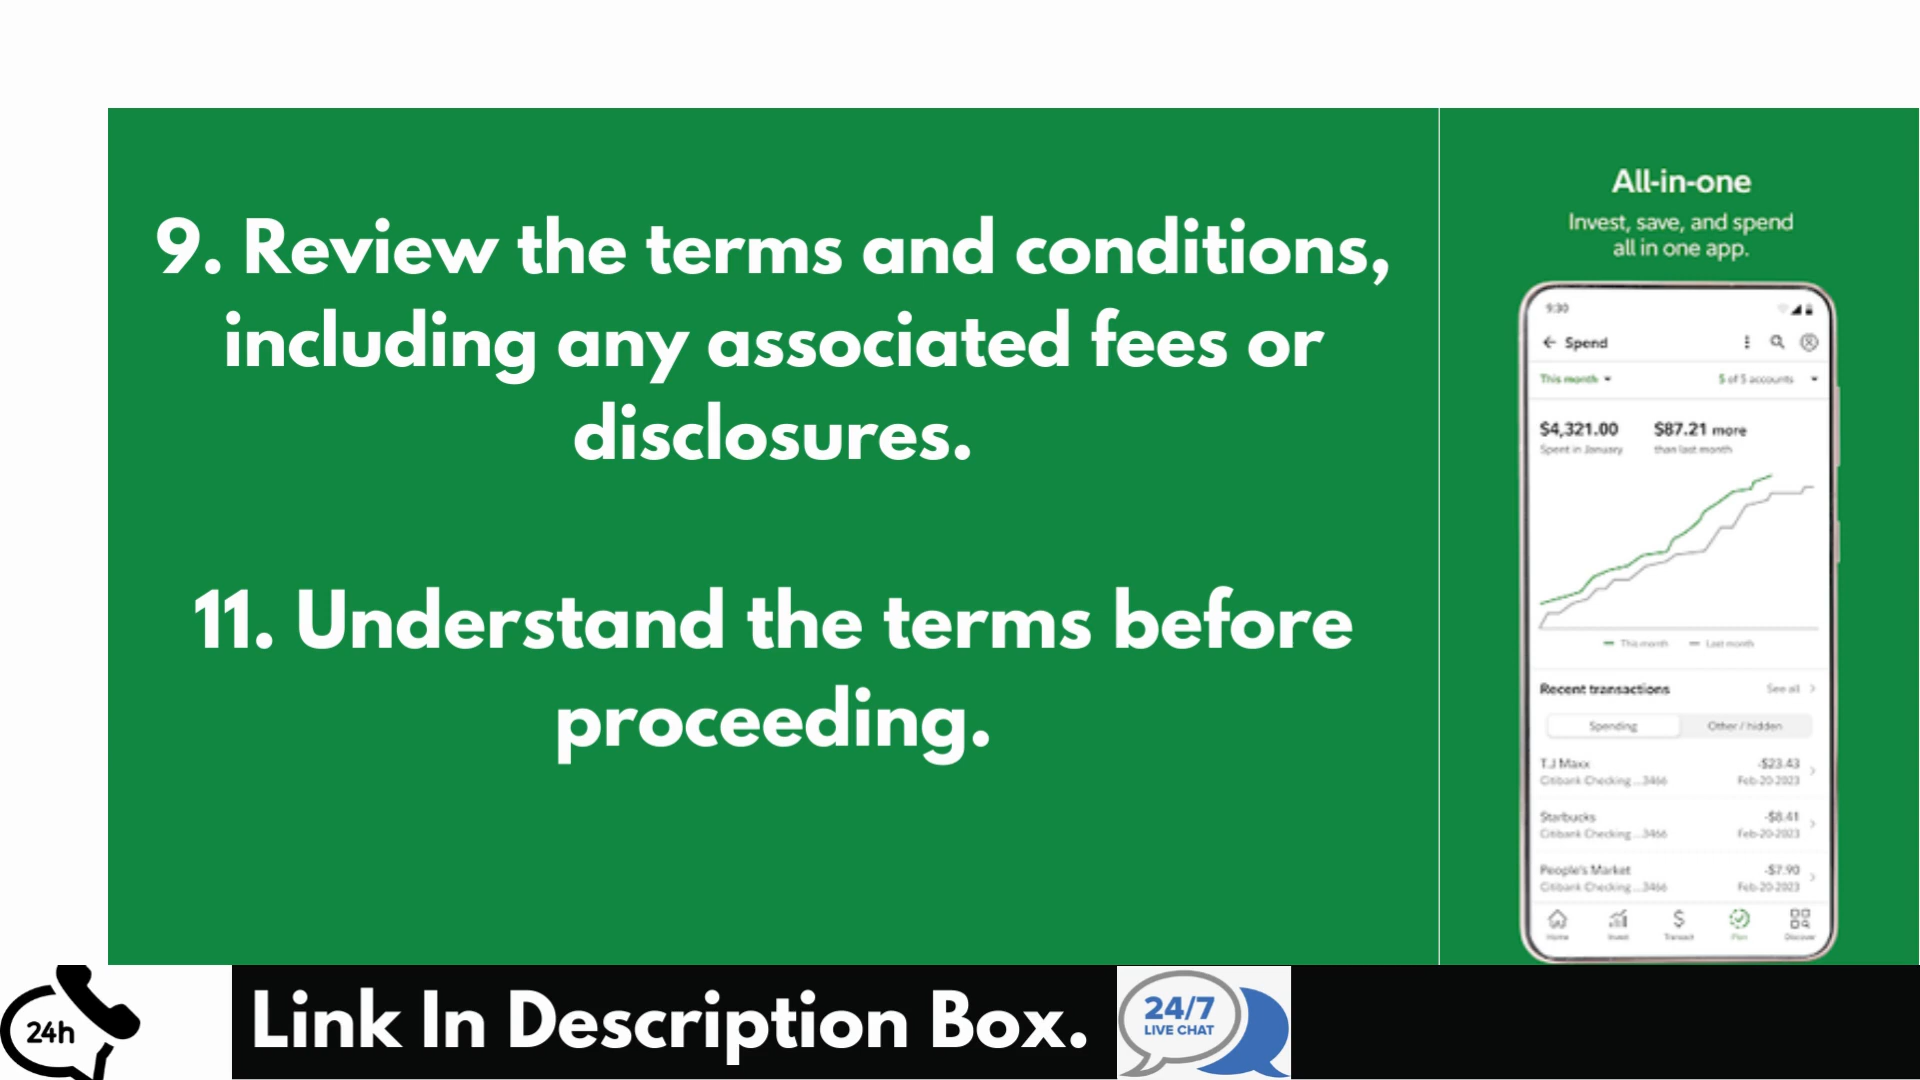 9. Review the terms and conditions,
including any associated fees or
disclosures.
11. Understand the terms before
proceeding.
All-in-one
Invest, save, and spend
all in one app.
9:30
Spend
This month
5 of 5 accounts
$4,321.00
$87.21 more
Spent in January
than last month
This month
Last month
Recent transactions
See all
Spending
Other / hidden
T.J Maxx
-$23.43
Citibank Checking ...3466
Feb-20-2023
Starbucks
-$8.41
Citibank Checking ...3466
Feb-20-2023
People's Market
-$7.90
Citibank Checking ...3466
Feb-20-2023
Home
Invest
Transact
Plan
Discover
24h
Link In Description Box.
24/7
LIVE CHAT